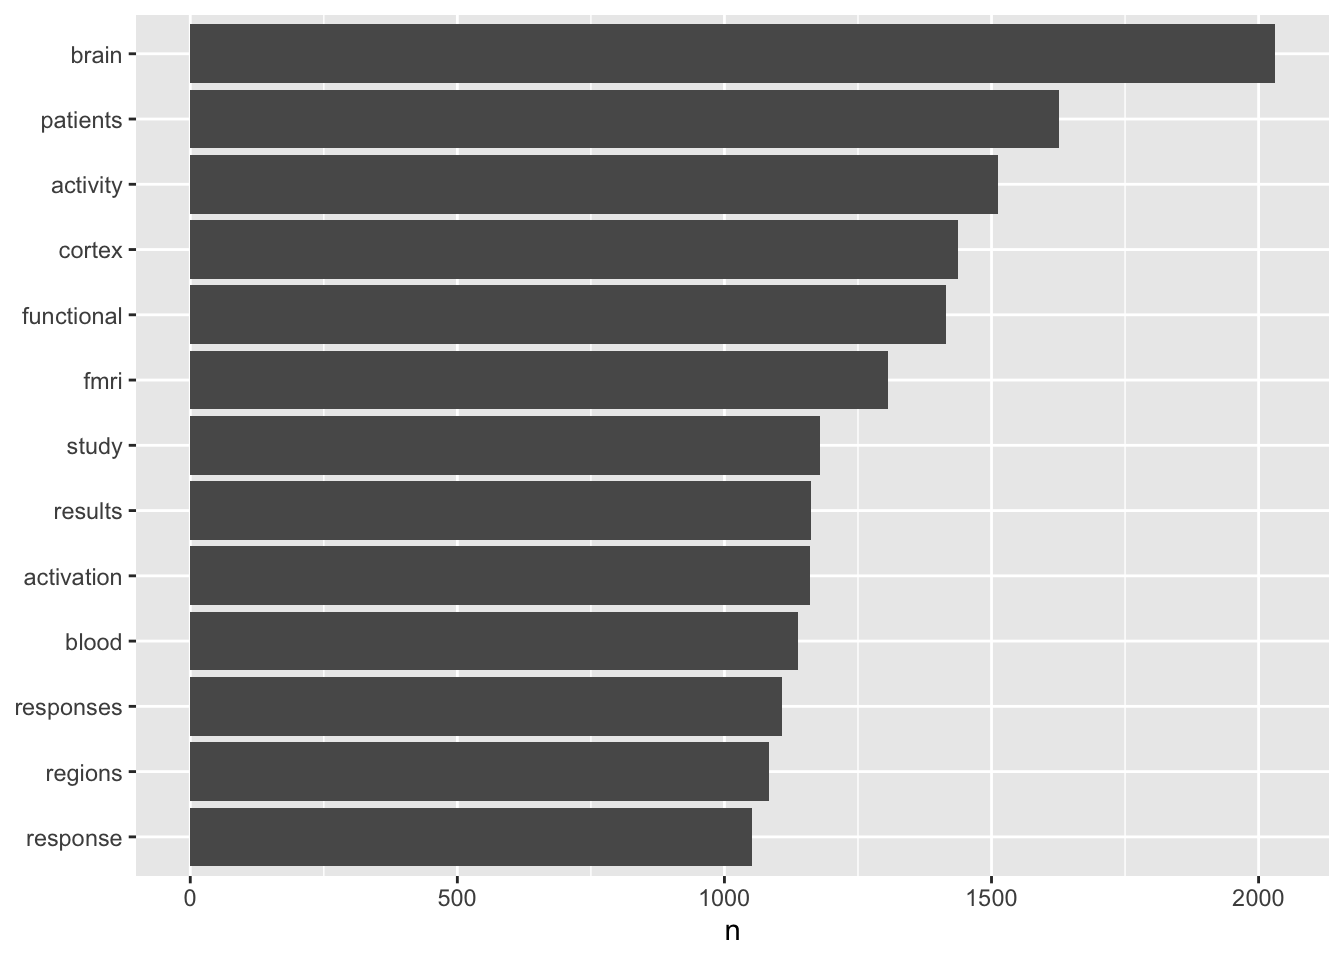 brain
patients
activity
cortex
functional
fmri
study
results
activation
blood
responses
regions
response
0 500 1000 1500 2000
n